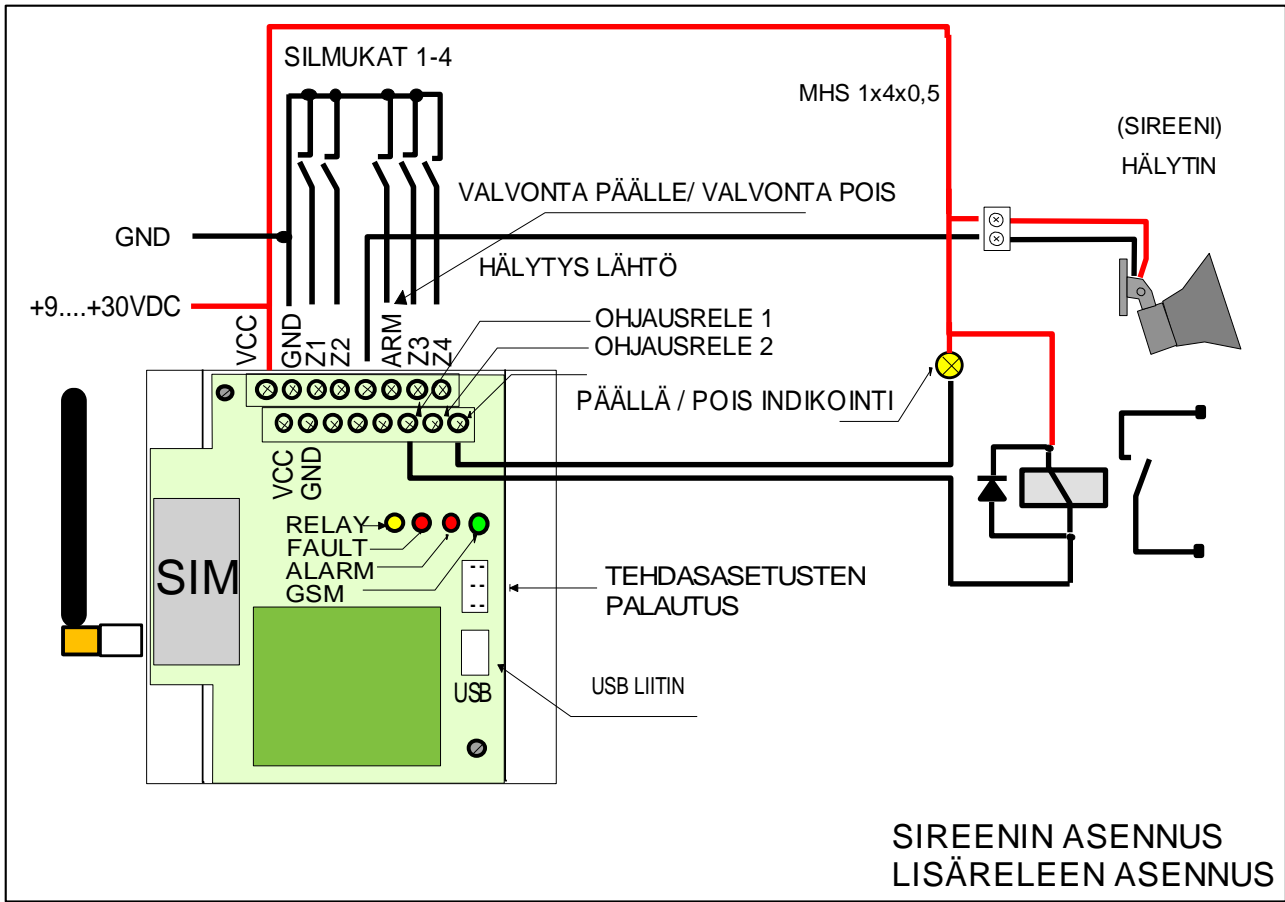 SILMUKAT 1-4
MHS 1x4x0,5
(SIREENI)
HÄLYTIN
VALVONTA PÄÄLLE/ VALVONTA POIS
GND
HÄLYTYS LÄHTÖ
+9....+30VDC
VCC
GND
Z1
Z2
ARM
Z3
Z4
OHJAUSRELE 1
OHJAUSRELE 2
PÄÄLLÄ / POIS INDIKOINTI
VCC
GND
RELAY
FAULT
ALARM
GSM
SIM
TEHDASASETUSTEN
PALAUTUS
USB
USB LIITIN
SIREENIN ASENNUS
LISÄRELEEN ASENNUS